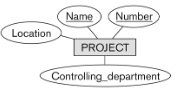 Name Number
Location
PROJECT
Controlling_department